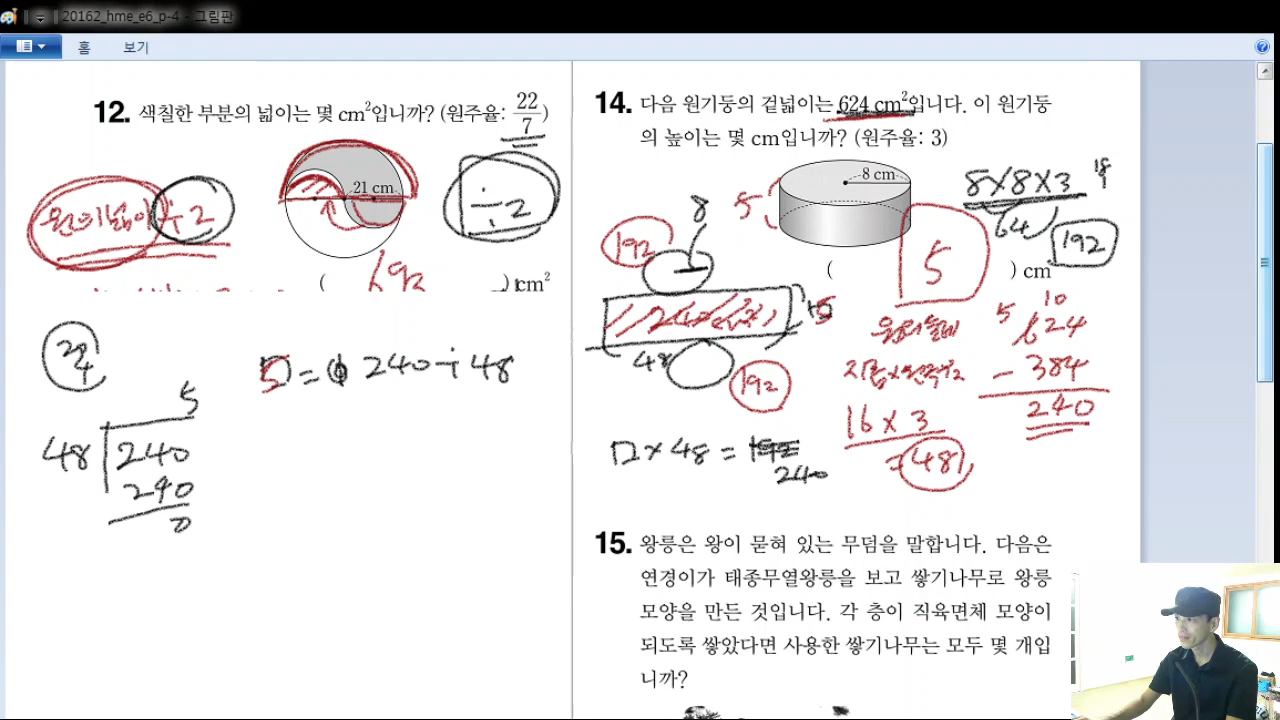 20162_hme_e6_p-4 - 그림판
홈 보기
12. 색칠한 부분의 넓이는 몇 cm²입니까? (원주율: 22/7)
21 cm
원의넓이÷2
÷2
( 192 ) cm²
5 = 240÷48
5
48 240
240
0
14. 다음 원기둥의 겉넓이는 624 cm²입니다. 이 원기둥
의 높이는 몇 cm입니까? (원주율: 3)
8 cm
5
8×8×3
64
192
8
192
( 5 ) cm
240
5
48
192
원의둘레
지름×원주율
16×3
=48
5 10
624
- 384
240
×48 =
240
15. 왕릉은 왕이 묻혀 있는 무덤을 말합니다. 다음은
연경이가 태종무열왕릉을 보고 쌓기나무로 왕릉
모양을 만든 것입니다. 각 층이 직육면체 모양이
되도록 쌓았다면 사용한 쌓기나무는 모두 몇 개입
니까?